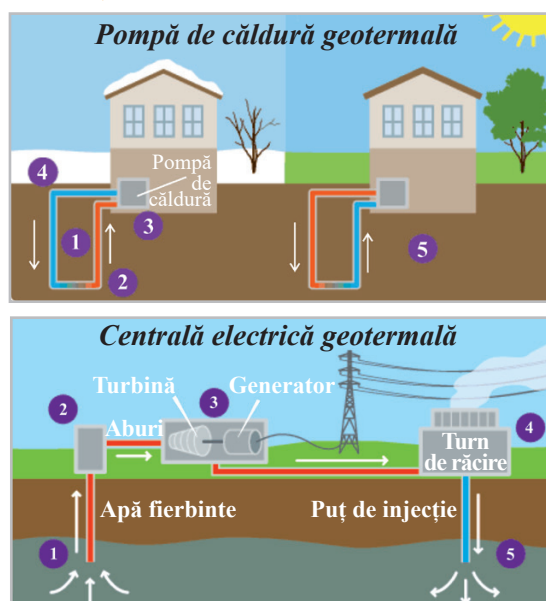 Pompă de căldură geotermală
4
Pompă
de
căldură
3
1
2
5
Centrală electrică geotermală
Turbină
3
Generator
2
Aburi
4
Turn
de răcire
Apă fierbinte
Puț de injecție
1
5